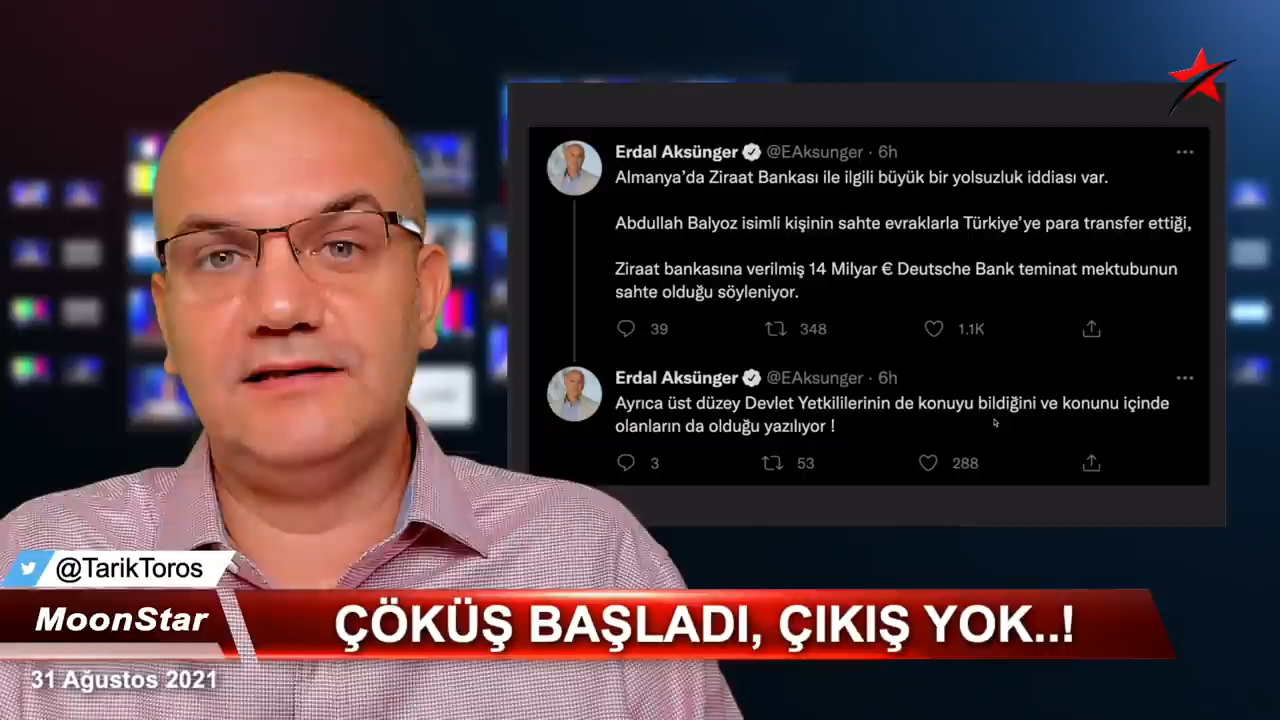 Erdal Aksünger @EAksunger · 6h
Almanya'da Ziraat Bankası ile ilgili büyük bir yolsuzluk iddiası var.
Abdullah Balyoz isimli kişinin sahte evraklarla Türkiye'ye para transfer ettiği,
Ziraat bankasına verilmiş 14 Milyar € Deutsche Bank teminat mektubunun
sahte olduğu söyleniyor.
39 348 1.1K
Erdal Aksünger @EAksunger · 6h
Ayrıca üst düzey Devlet Yetkililerinin de konuyu bildiğini ve konunu içinde
olanların da olduğu yazılıyor !
3 53 288
@TarikToros
MoonStar
ÇÖKÜŞ BAŞLADI, ÇIKIŞ YOK..!
31 Ağustos 2021